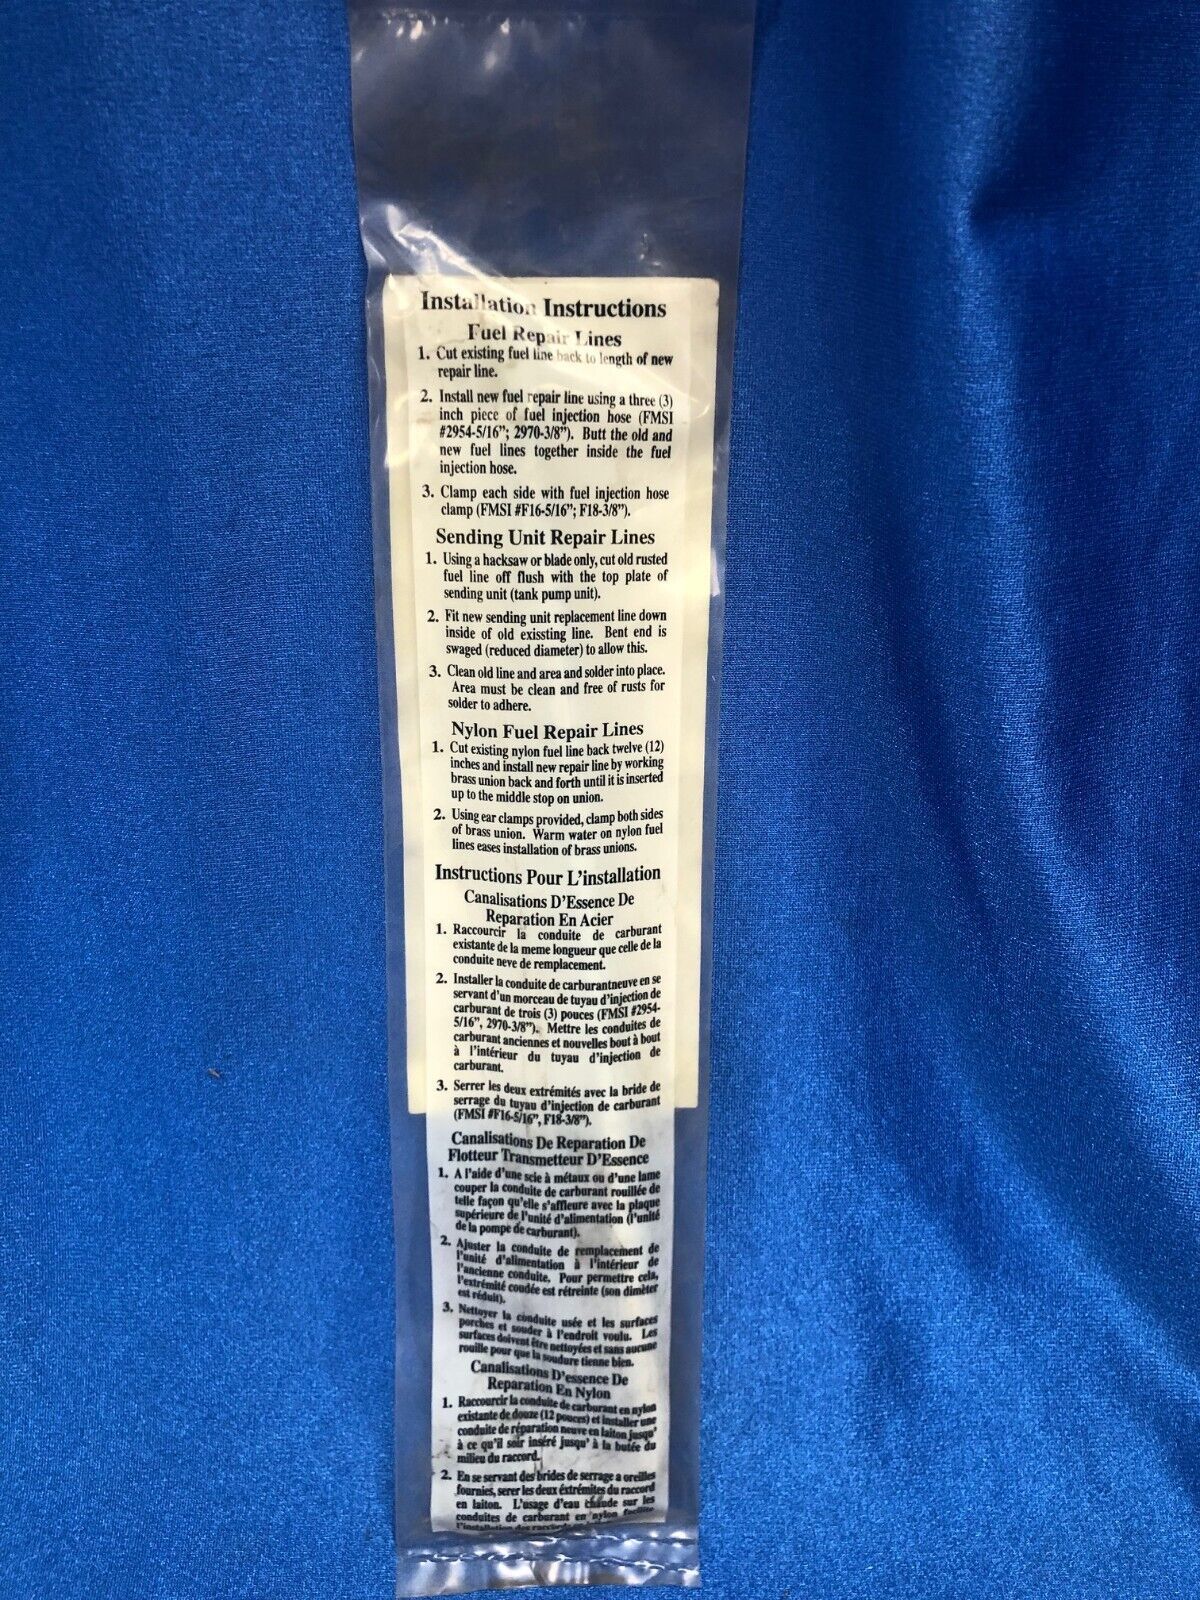 Installation Instructions
Fuel Repair Lines
1. Cut existing fuel line back to length of new
repair line.
2. Install new fuel repair line using a three (3)
inch piece of fuel injection hose (FMSI
#2954-5/16”; 2970-3/8”). Butt the old and
new fuel lines together inside the fuel
injection hose.
3. Clamp each side with fuel injection hose
clamp (FMSI #F16-5/16”; F18-3/8”).
Sending Unit Repair Lines
1. Using a hacksaw or blade only, cut old rusted
fuel line off flush with the top plate of
sending unit (tank pump unit).
2. Fit new sending unit replacement line down
inside of old exissting line. Bent end is
swaged (reduced diameter) to allow this.
3. Clean old line and area and solder into place.
Area must be clean and free of rusts for
solder to adhere.
Nylon Fuel Repair Lines
1. Cut existing nylon fuel line back twelve (12)
inches and install new repair line by working
brass union back and forth until it is inserted
up to the middle stop on union.
2. Using ear clamps provided, clamp both sides
of brass union. Warm water on nylon fuel
lines eases installation of brass unions.
Instructions Pour L’installation
Canalisations D’Essence De
Reparation En Acier
1. Raccourcir la conduite de carburant
existante de la meme longueur que celle de la
conduite neve de remplacement.
2. Installer la conduite de carburantneuve en se
servant d’un morceau de tuyau d’injection de
carburant de trois (3) pouces (FMSI #2954-
5/16”, 2970-3/8”). Mettre les conduites de
carburant anciennes et nouvelles bout à bout
à l’intérieur du tuyau d’injection de
carburant.
3. Serrer les deux extrémités avec la bride de
serrage du tuyau d’injection de carburant
(FMSI #F16-5/16”, F18-3/8”).
Canalisations De Reparation De
Flotteur Transmetteur D’Essence
1. A l’aide d’une scie à métaux ou d’une lame
couper la conduite de carburant rouillée de
telle façon qu’elle s’affleure avec la plaque
supérieure de l’unité d’alimentation (l’unité
de la pompe de carburant).
2. Ajuster la conduite de remplacement de
l’unité d’alimentation à l’intérieur de
l’ancienne conduite. Pour permettre cela,
l’extrémité coudée est rétreinte (son dimèter
est réduit).
3. Nettoyer la conduite usée et les surfaces
porches et souder à l’endroit voulu. Les
surfaces doivent être nettoyées et sans aucune
rouille pour que la soudure tienne bien.
Canalisations D’essence De
Reparation En Nylon
1. Raccourcir la conduite de carburant en nylon
existante de douze (12 pouces) et installer une
conduite de réparation neuve en laiton jusqu’
à ce qu’il soir inséré jusqu’ à la butée du
milieu du raccord.
2. En se servant des brides de serrage a oreilles
fournies, serer les deux éxtrémites du raccord
en laiton. L’usage d’eau chaude sur les
conduites de carburant en nylon facilite
l’installation des raccords